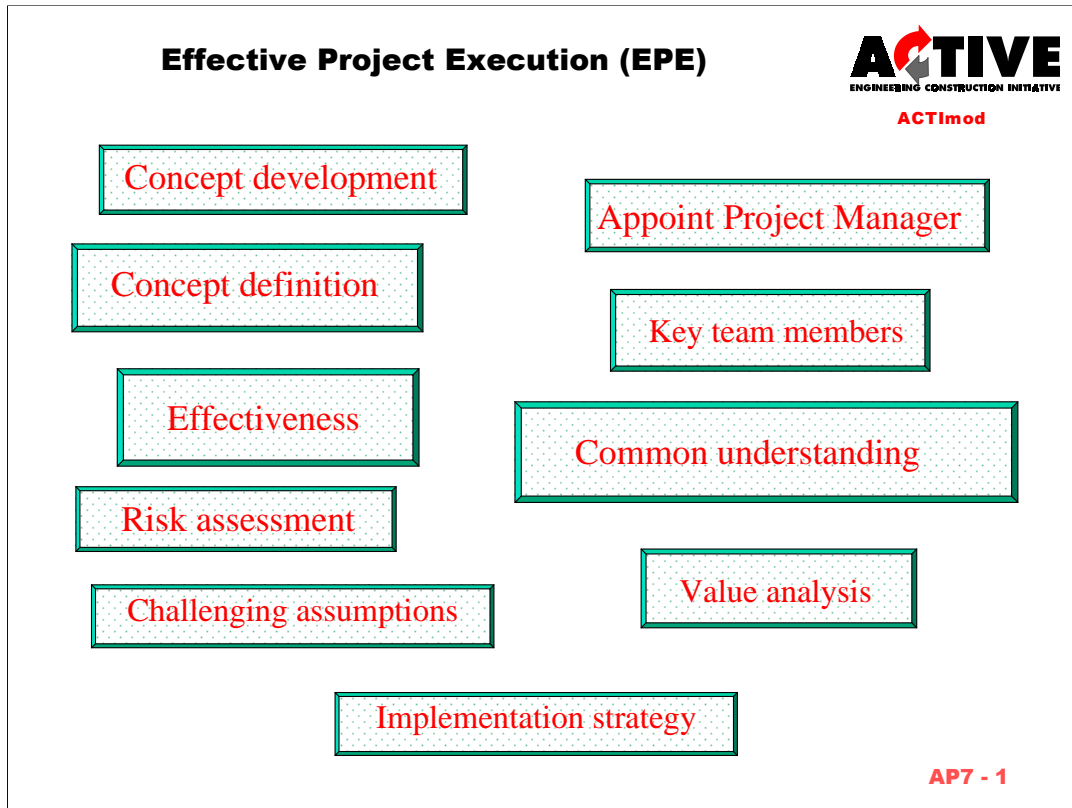 Effective Project Execution (EPE)
ACTIVE
ENGINEERING CONSTRUCTION INITIATIVE
ACTImod
Concept development
Appoint Project Manager
Concept definition
Key team members
Effectiveness
Common understanding
Risk assessment
Value analysis
Challenging assumptions
Implementation strategy
AP7 - 1